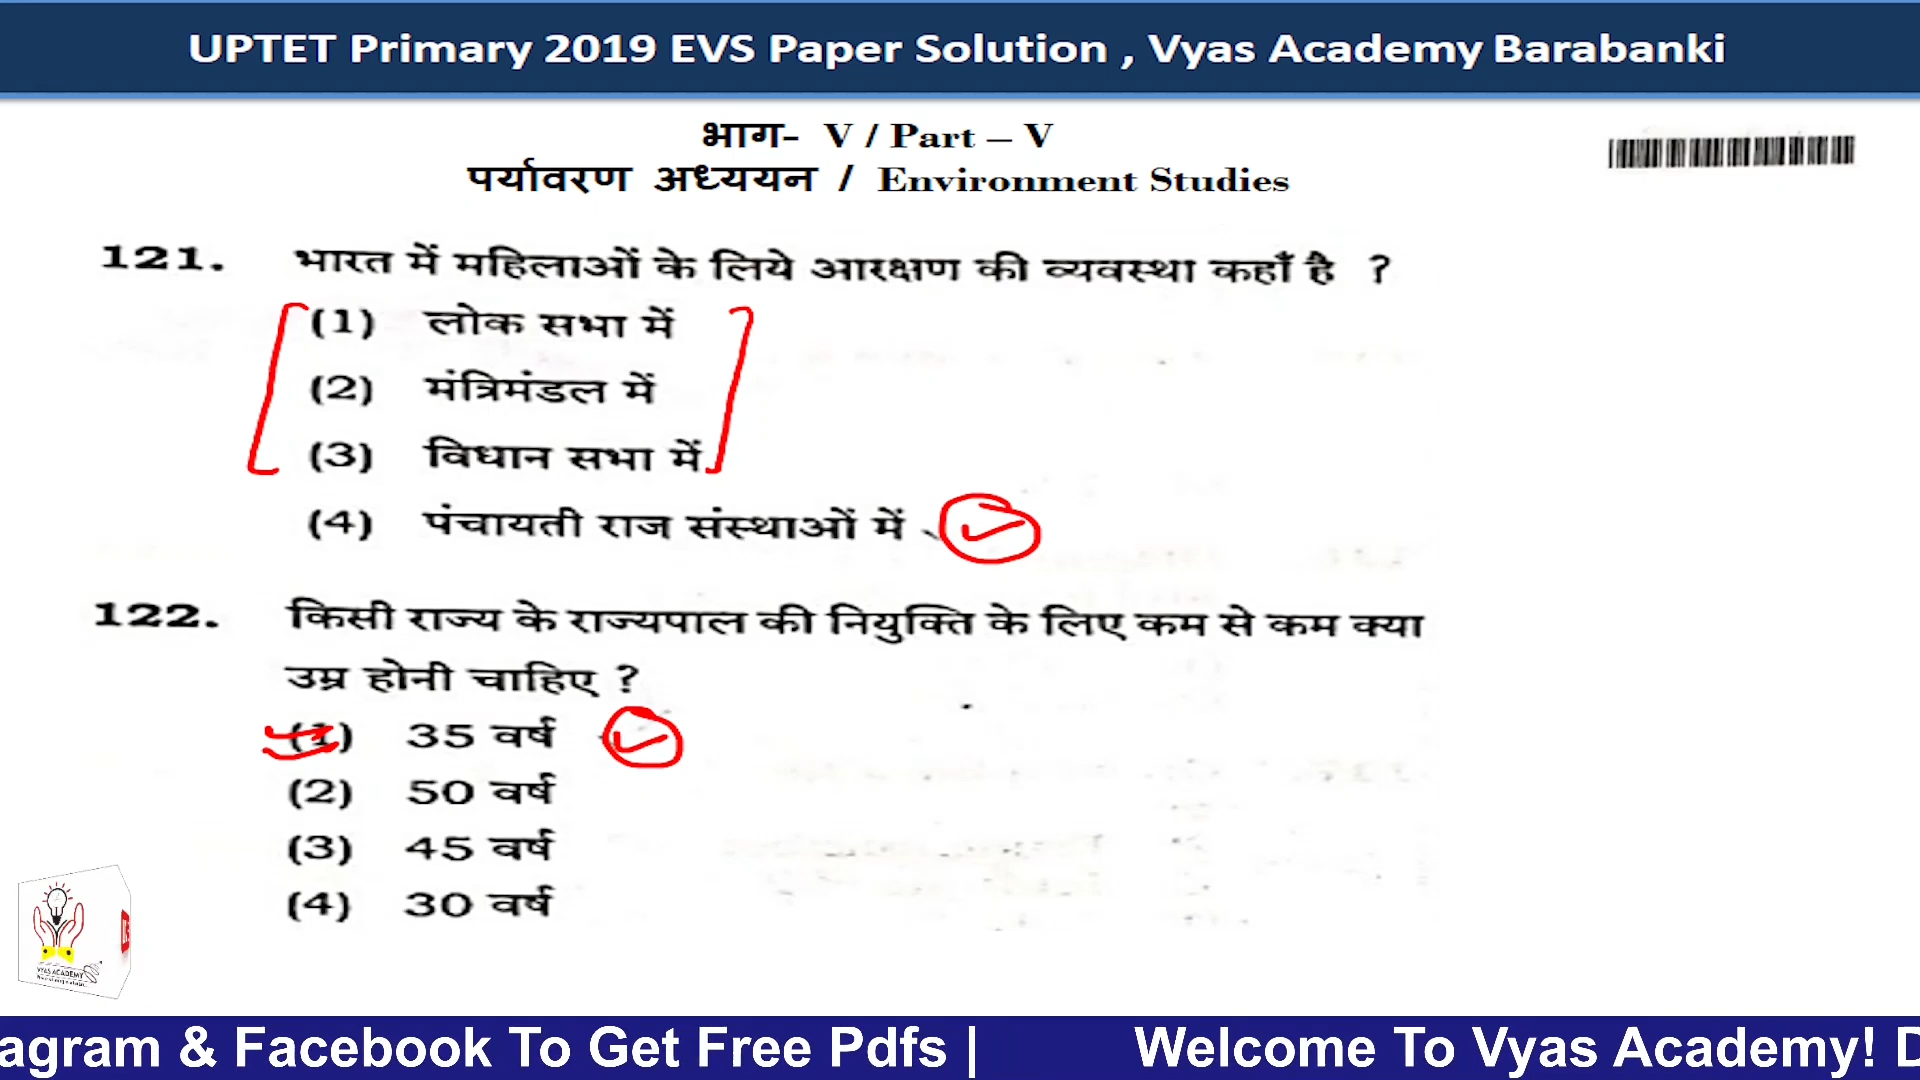 UPTET Primary 2019 EVS Paper Solution , Vyas Academy Barabanki
भाग- V / Part – V
पर्यावरण अध्ययन / Environment Studies
121. भारत में महिलाओं के लिये आरक्षण की व्यवस्था कहाँ है ?
(1) लोक सभा में
(2) मंत्रिमंडल में
(3) विधान सभा में
(4) पंचायती राज संस्थाओं में
122. किसी राज्य के राज्यपाल की नियुक्ति के लिए कम से कम क्या
उम्र होनी चाहिए ?
(1) 35 वर्ष
(2) 50 वर्ष
(3) 45 वर्ष
(4) 30 वर्ष
VYAS ACADEMY
agram & Facebook To Get Free Pdfs | Welcome To Vyas Academy! D